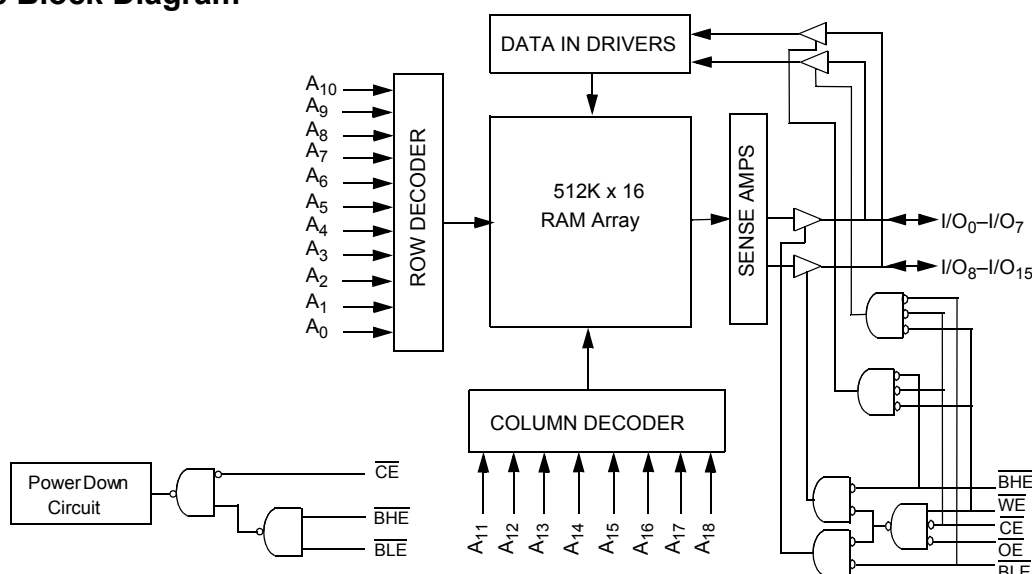 Block Diagram
DATA IN DRIVERS
A10
A9
A8
A7
A6
A5
A4
A3
A2
A1
A0
ROW DECODER
512K x 16
RAM Array
SENSE AMPS
I/O0–I/O7
I/O8–I/O15
COLUMN DECODER
A11
A12
A13
A14
A15
A16
A17
A18
Power Down
Circuit
CE
BHE
BLE
BHE
WE
CE
OE
BLE